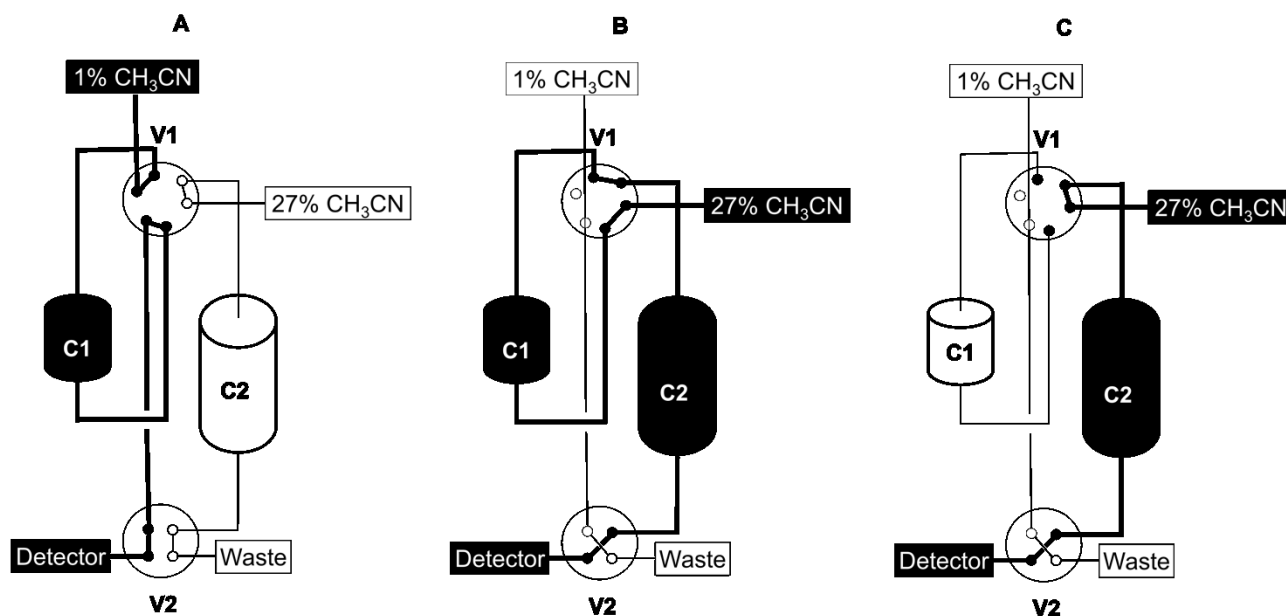 A
1% CH₃CN
V1
27% CH₃CN
C1
C2
Detector
Waste
V2
B
1% CH₃CN
V1
27% CH₃CN
C1
C2
Detector
Waste
V2
C
1% CH₃CN
V1
27% CH₃CN
C1
C2
Detector
Waste
V2